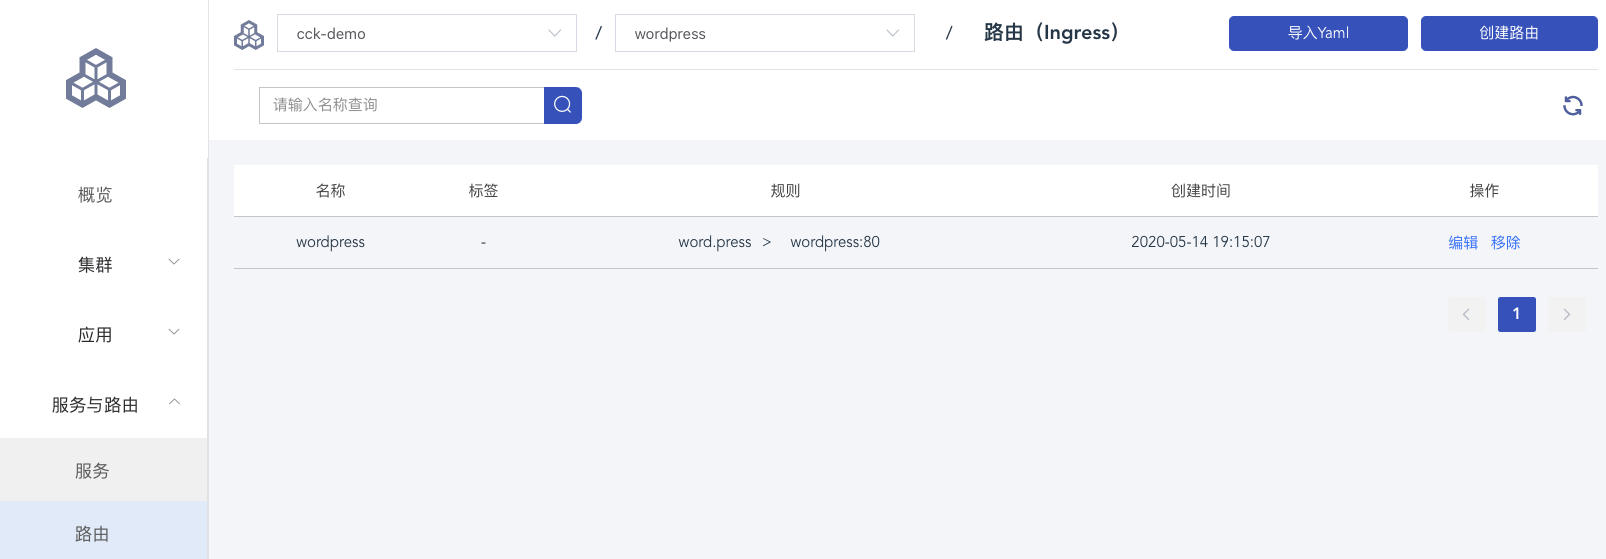 cck-demo / wordpress / 路由（Ingress） 导入Yaml 创建路由
请输入名称查询
概览
集群
应用
服务与路由
服务
路由
名称 标签 规则 创建时间 操作
wordpress - word.press > wordpress:80 2020-05-14 19:15:07 编辑 移除
1